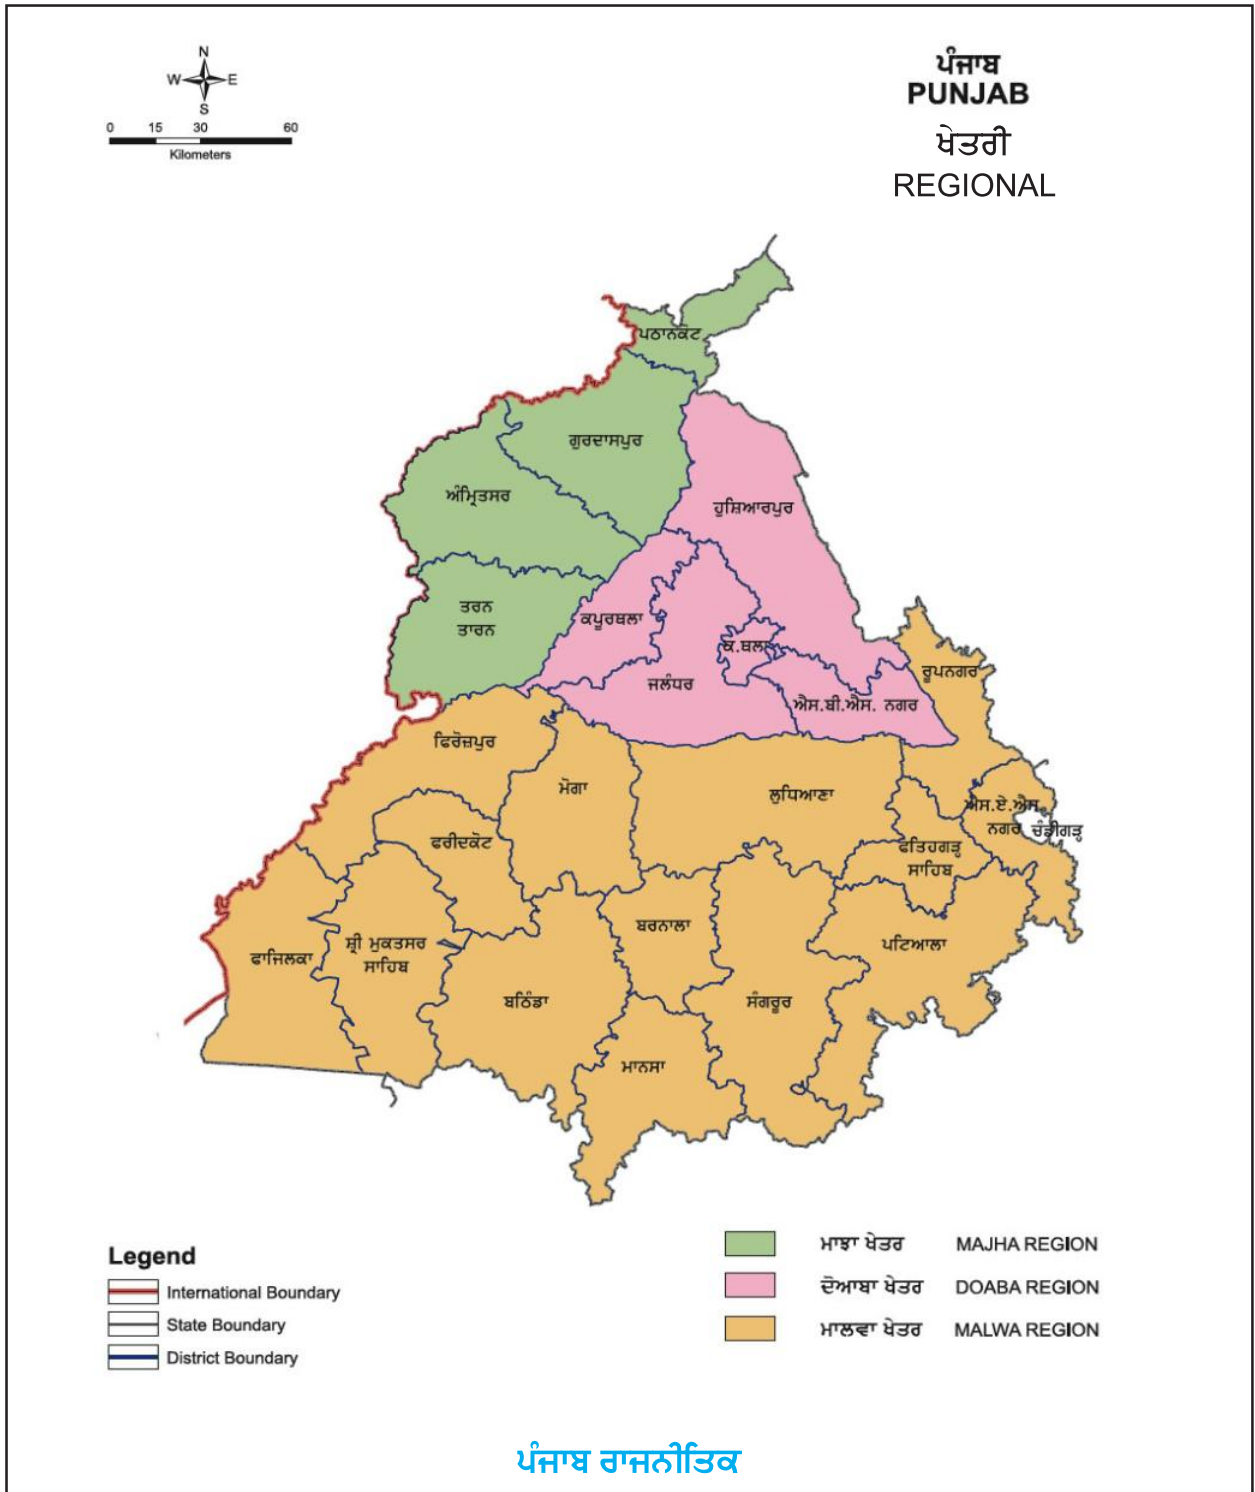 N
W E
S
0 15 30 60
Kilometers
ਪੰਜਾਬ
PUNJAB
ਖੇਤਰੀ
REGIONAL
ਪਠਾਨਕੋਟ
ਗੁਰਦਾਸਪੁਰ
ਅੰਮ੍ਰਿਤਸਰ
ਹੁਸ਼ਿਆਰਪੁਰ
ਤਰਨ
ਤਾਰਨ
ਕਪੂਰਥਲਾ
ਕ.ਥਲਾ
ਜਲੰਧਰ
ਰੂਪਨਗਰ
ਐਸ.ਬੀ.ਐਸ. ਨਗਰ
ਫਿਰੋਜ਼ਪੁਰ
ਮੋਗਾ
ਲੁਧਿਆਣਾ
ਐਸ.ਏ.ਐਸ.
ਨਗਰ
ਚੰਡੀਗੜ੍ਹ
ਫਰੀਦਕੋਟ
ਫਤਿਹਗੜ੍ਹ
ਸਾਹਿਬ
ਬਰਨਾਲਾ
ਪਟਿਆਲਾ
ਸ਼੍ਰੀ ਮੁਕਤਸਰ
ਸਾਹਿਬ
ਫਾਜਿਲਕਾ
ਬਠਿੰਡਾ
ਸੰਗਰੂਰ
ਮਾਨਸਾ
Legend
International Boundary
State Boundary
District Boundary
ਮਾਝਾ ਖੇਤਰ MAJHA REGION
ਦੋਆਬਾ ਖੇਤਰ DOABA REGION
ਮਾਲਵਾ ਖੇਤਰ MALWA REGION
ਪੰਜਾਬ ਰਾਜਨੀਤਿਕ